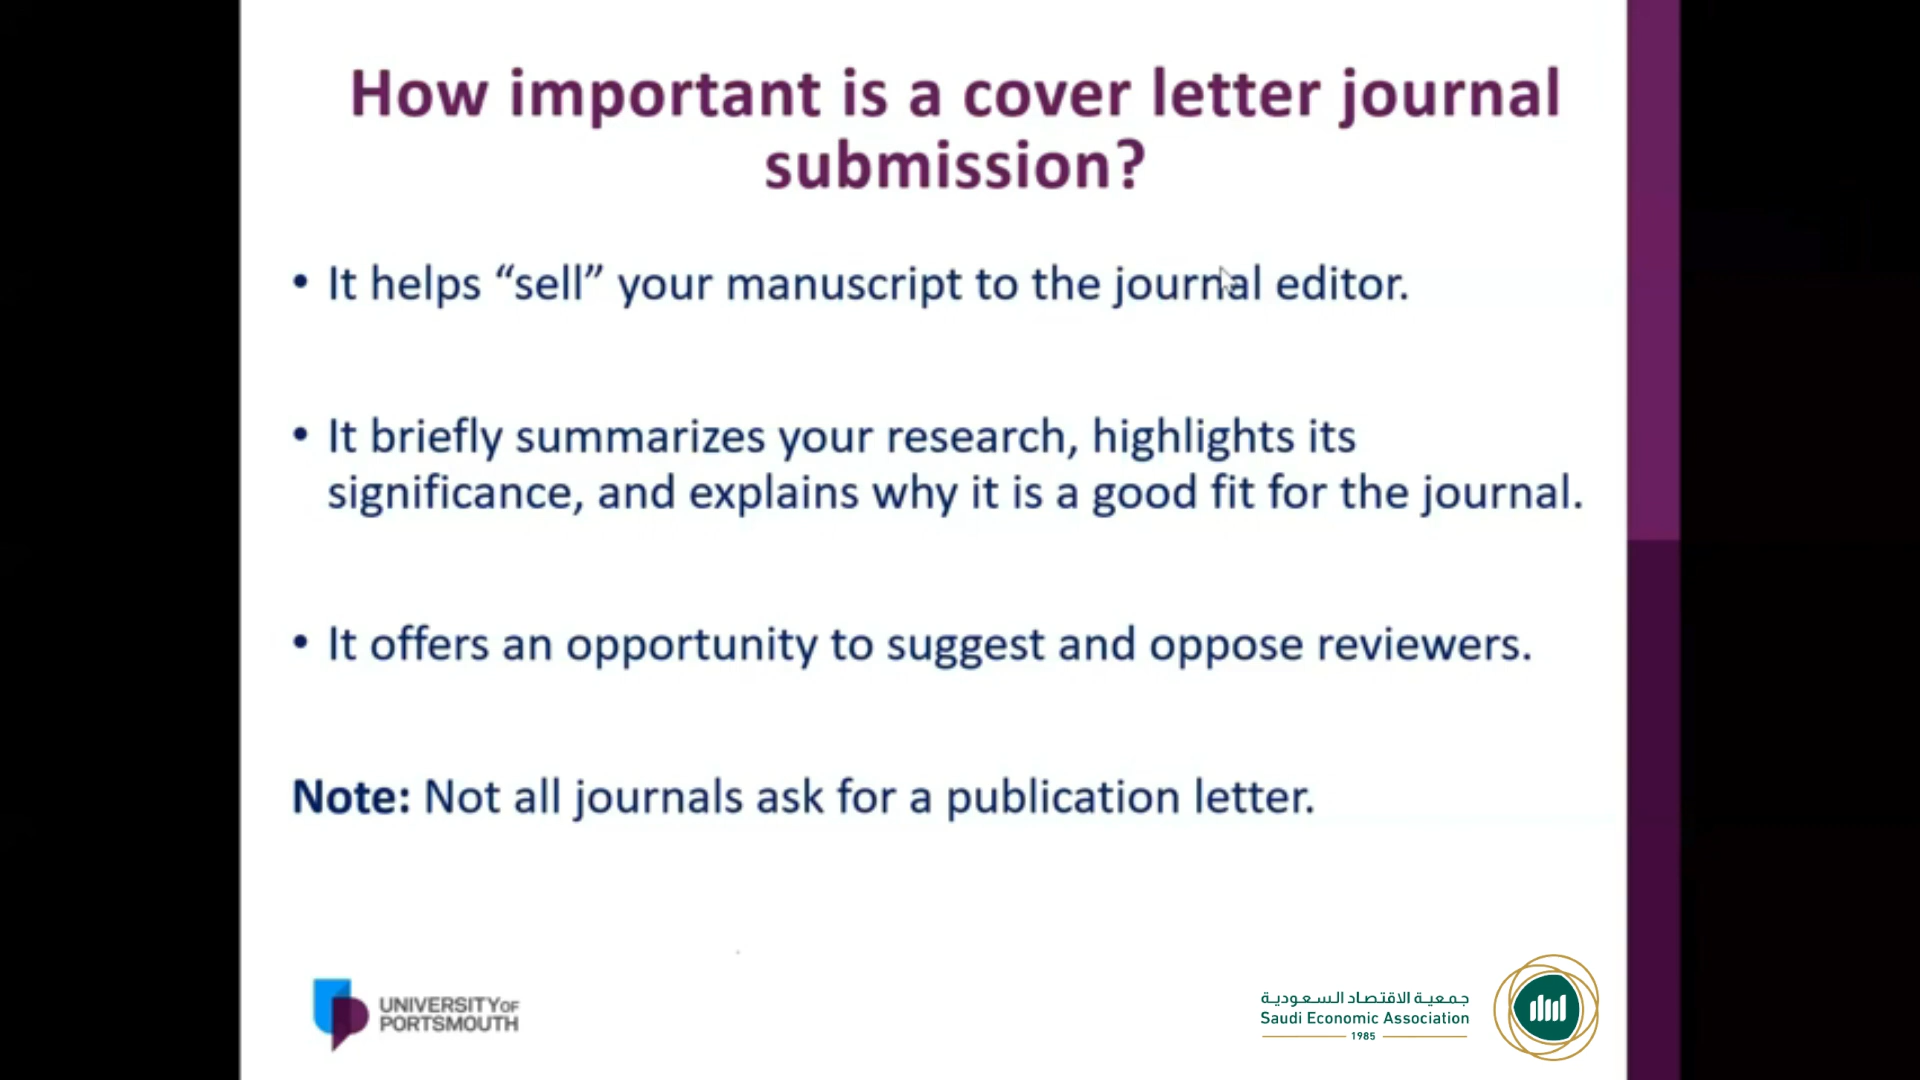 How important is a cover letter journal
submission?
• It helps “sell” your manuscript to the journal editor.
• It briefly summarizes your research, highlights its
significance, and explains why it is a good fit for the journal.
• It offers an opportunity to suggest and oppose reviewers.
Note: Not all journals ask for a publication letter.
UNIVERSITY OF
PORTSMOUTH
جمعية الاقتصاد السعودية
Saudi Economic Association
1985